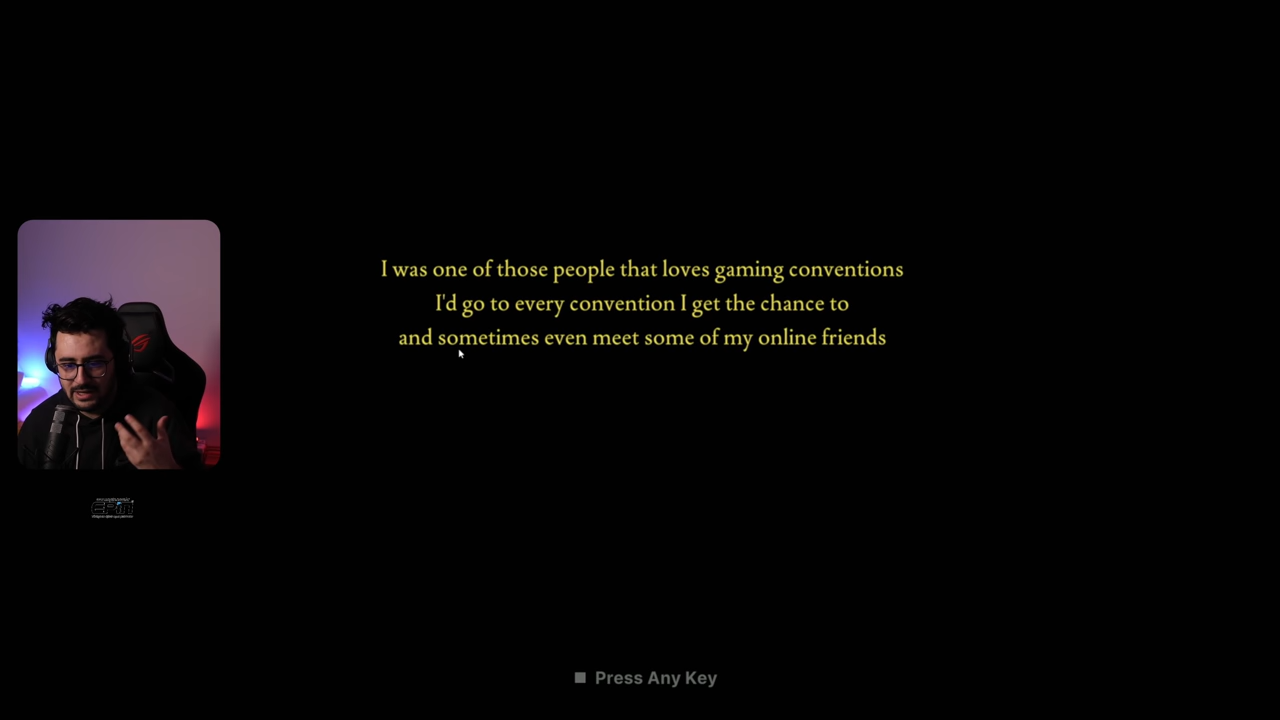 I was one of those people that loves gaming conventions
I'd go to every convention I get the chance to
and sometimes even meet some of my online friends
Press Any Key